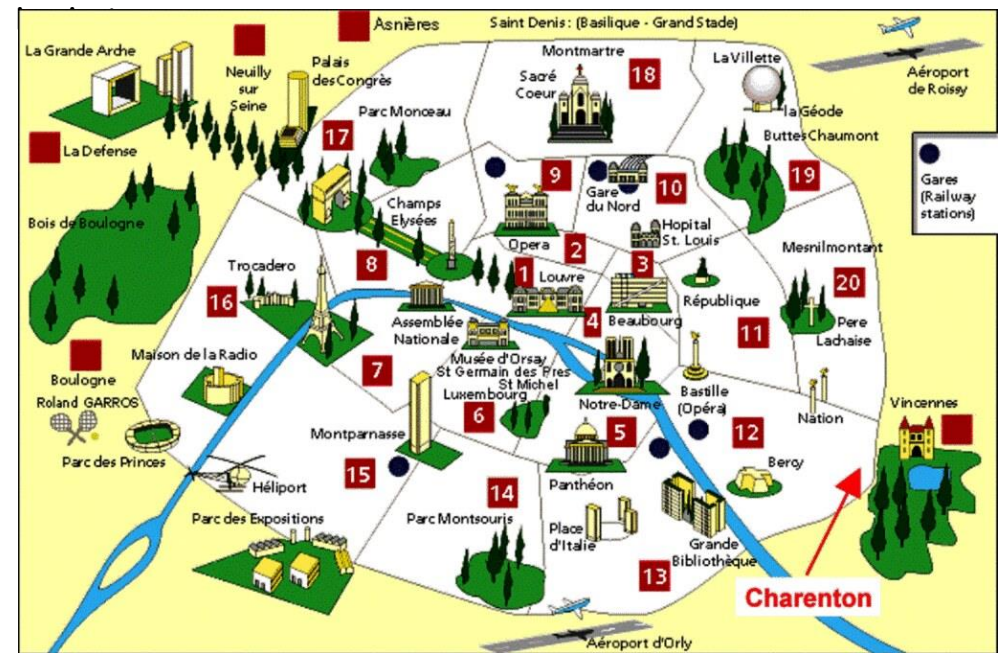 Asnières
Saint Denis: (Basilique - Grand Stade)
La Grande Arche
Neuilly
sur
Seine
Palais
des Congrès
Montmartre
Sacré
Coeur
18
La Villette
la Géode
Aéroport
de Roissy
La Defense
17
Parc Monceau
Buttes Chaumont
19
Gares
(Railway
stations)
9
Gare
du Nord
10
Champs
Elysées
Opera
Hopital
St. Louis
Bois de Boulogne
Mesnilmontant
20
Trocadero
8
2
1
Louvre
3
République
16
Assemblée
Nationale
4
Beaubourg
11
Pere
Lachaise
Maison de la Radio
7
Musée d'Orsay
St Germain des Pres
St Michel
Luxembourg
6
Notre-Dame
Bastille
(Opéra)
Nation
Boulogne
Roland GARROS
Parc des Princes
Montparnasse
5
12
Vincennes
15
Héliport
Panthéon
Bercy
14
Parc des Expositions
Parc Montsouris
Place
d'Italie
Grande
Bibliothèque
13
Charenton
Aéroport d'Orly